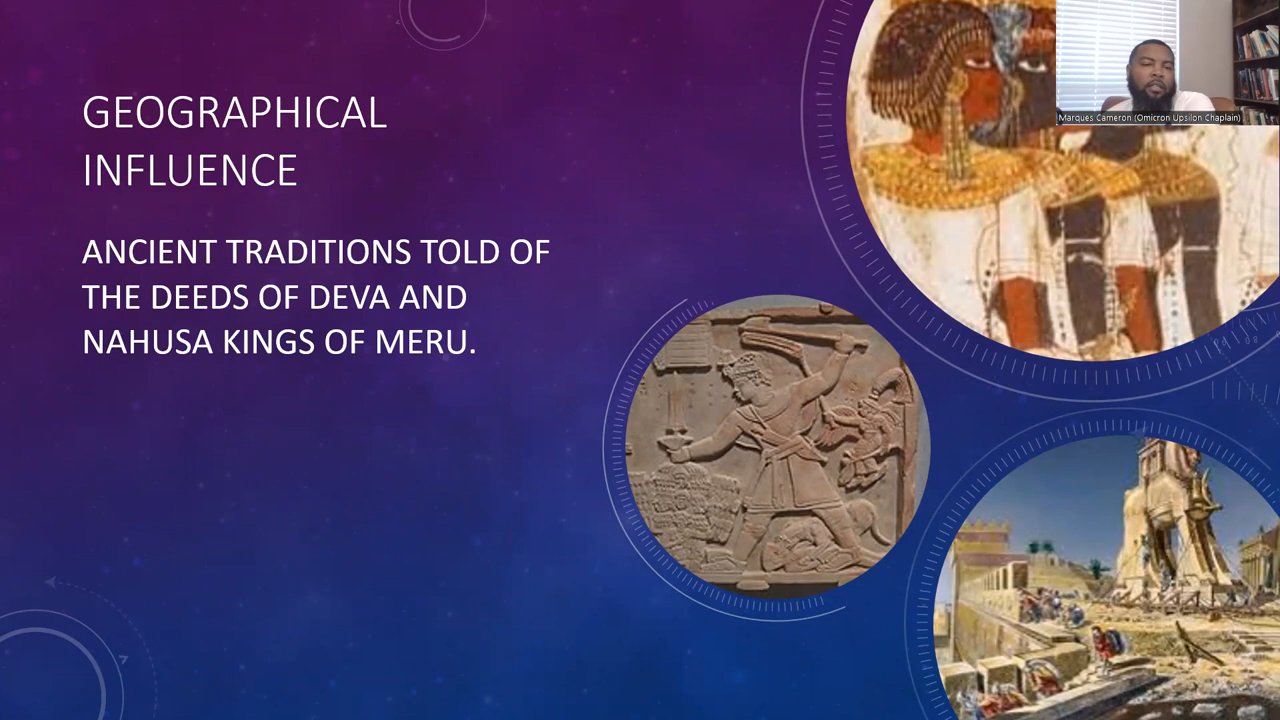 GEOGRAPHICAL
INFLUENCE
ANCIENT TRADITIONS TOLD OF
THE DEEDS OF DEVA AND
NAHUSA KINGS OF MERU.
Marques Cameron (Omicron Upsilon Chaplain)